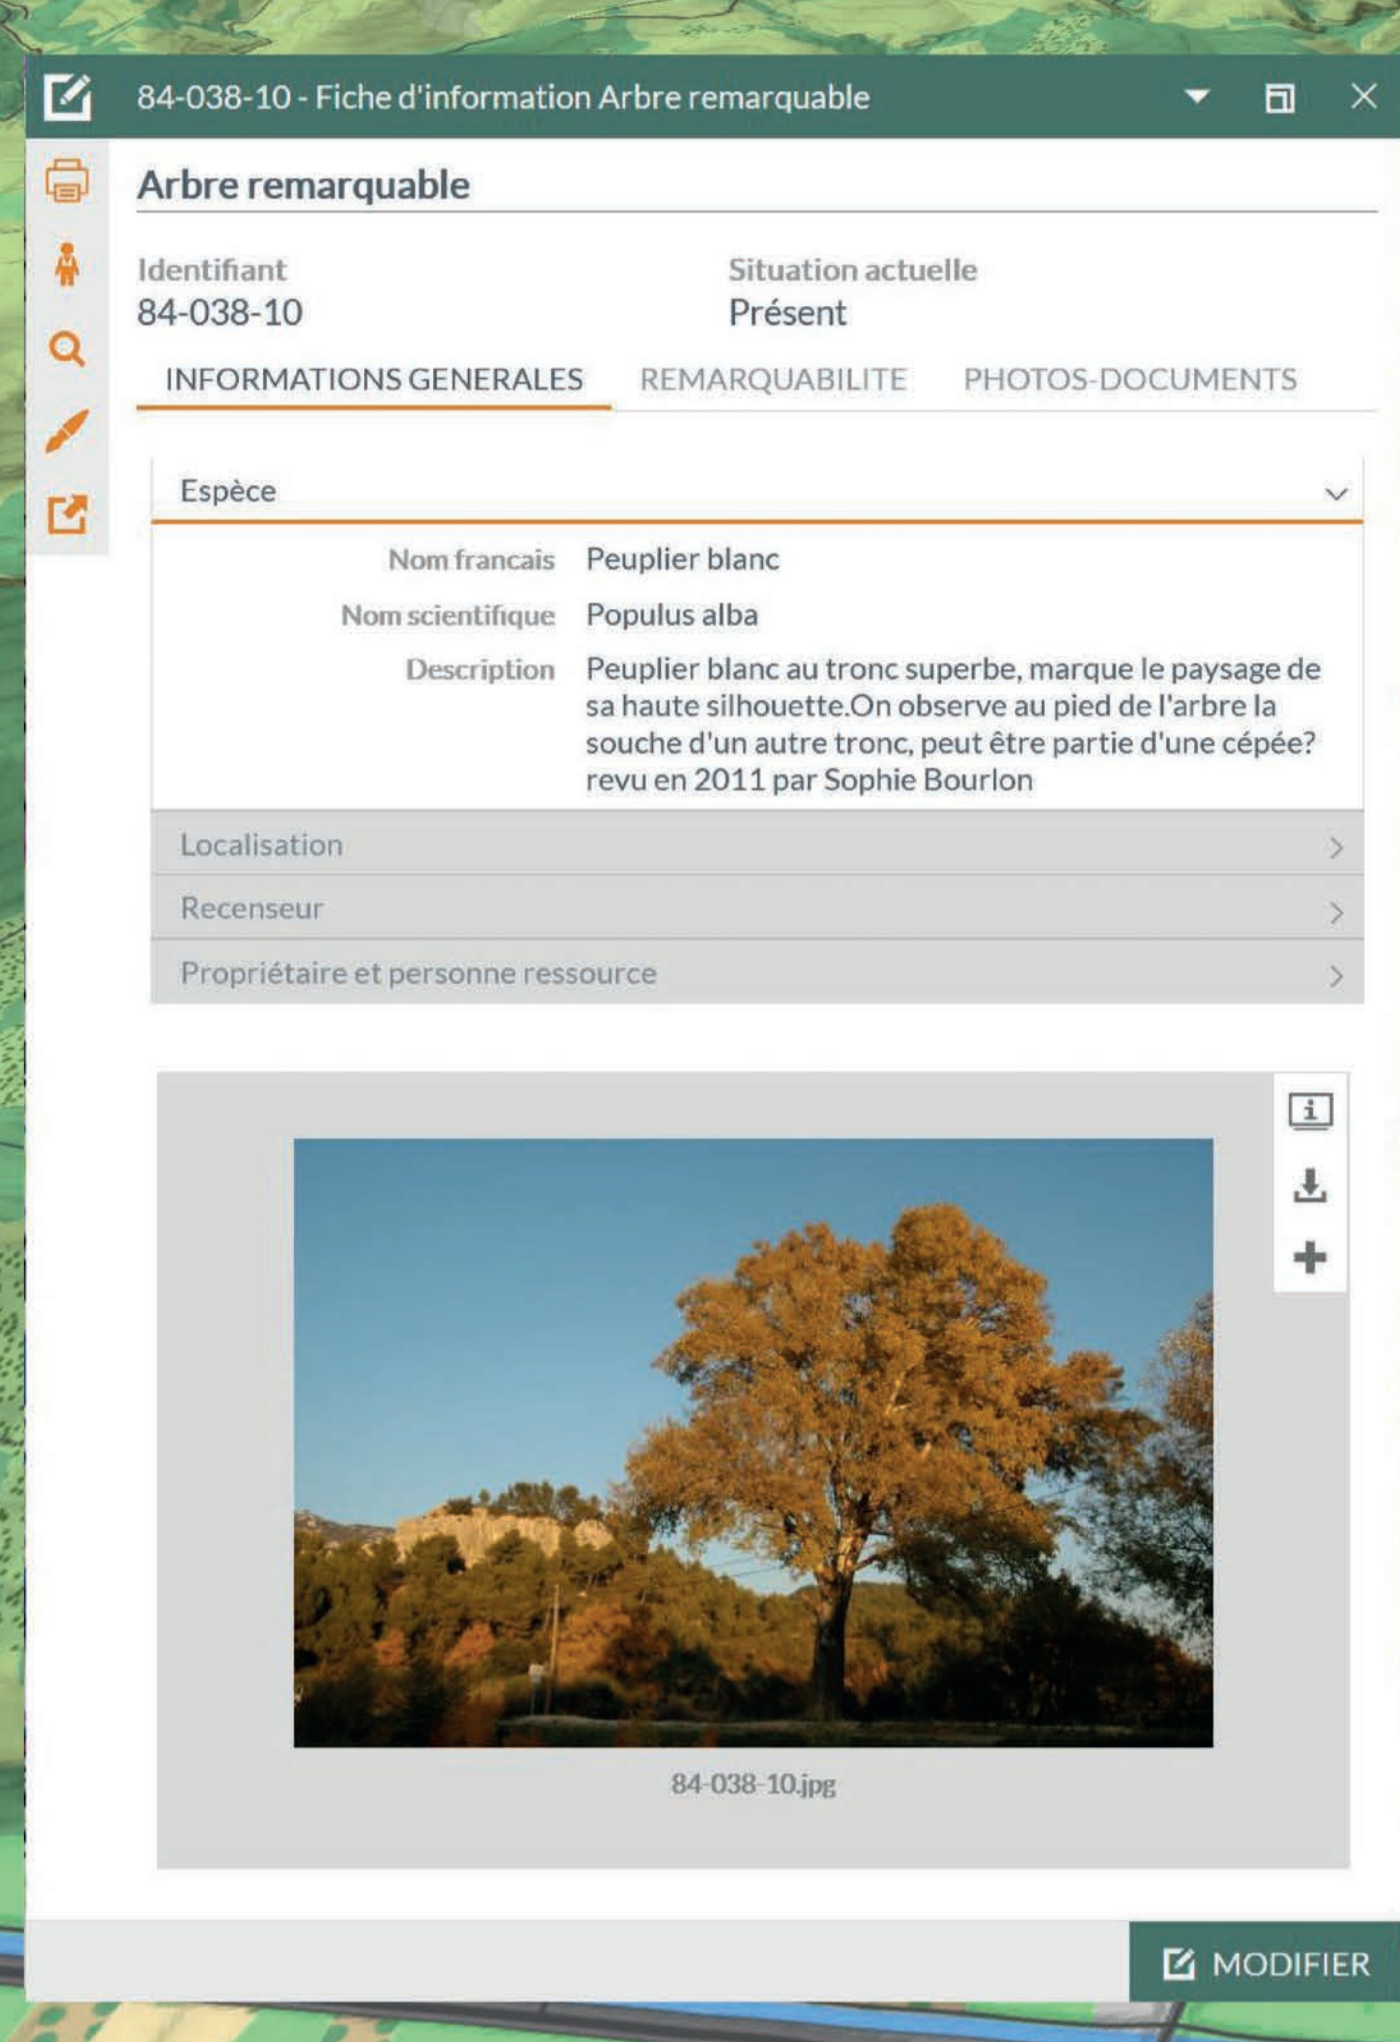 84-038-10 - Fiche d'information Arbre remarquable
Arbre remarquable
Identifiant
84-038-10
Situation actuelle
Présent
INFORMATIONS GENERALES
REMARQUABILITE
PHOTOS-DOCUMENTS
Espèce
Nom francais Peuplier blanc
Nom scientifique Populus alba
Description Peuplier blanc au tronc superbe, marque le paysage de
sa haute silhouette.On observe au pied de l'arbre la
souche d'un autre tronc, peut être partie d'une cépée?
revu en 2011 par Sophie Bourlon
Localisation
Recenseur
Propriétaire et personne ressource
84-038-10.jpg
MODIFIER